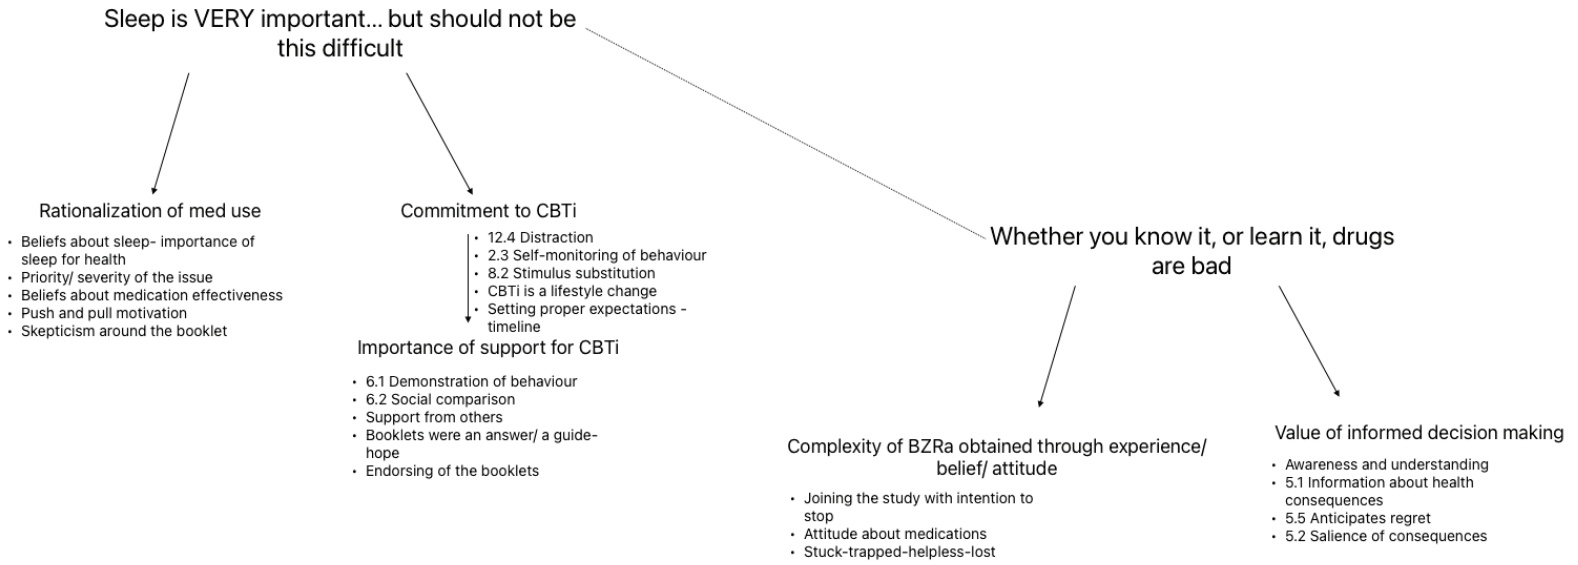 Sleep is VERY important... but should not be
this difficult
Rationalization of med use
• Beliefs about sleep- importance of
sleep for health
• Priority/ severity of the issue
• Beliefs about medication effectiveness
• Push and pull motivation
• Skepticism around the booklet
Commitment to CBTi
• 12.4 Distraction
• 2.3 Self-monitoring of behaviour
• 8.2 Stimulus substitution
• CBTi is a lifestyle change
• Setting proper expectations -
timeline
Importance of support for CBTi
• 6.1 Demonstration of behaviour
• 6.2 Social comparison
• Support from others
• Booklets were an answer/ a guide-
hope
• Endorsing of the booklets
Whether you know it, or learn it, drugs
are bad
Complexity of BZRa obtained through experience/
belief/ attitude
• Joining the study with intention to
stop
• Attitude about medications
• Stuck-trapped-helpless-lost
Value of informed decision making
• Awareness and understanding
• 5.1 Information about health
consequences
• 5.5 Anticipates regret
• 5.2 Salience of consequences